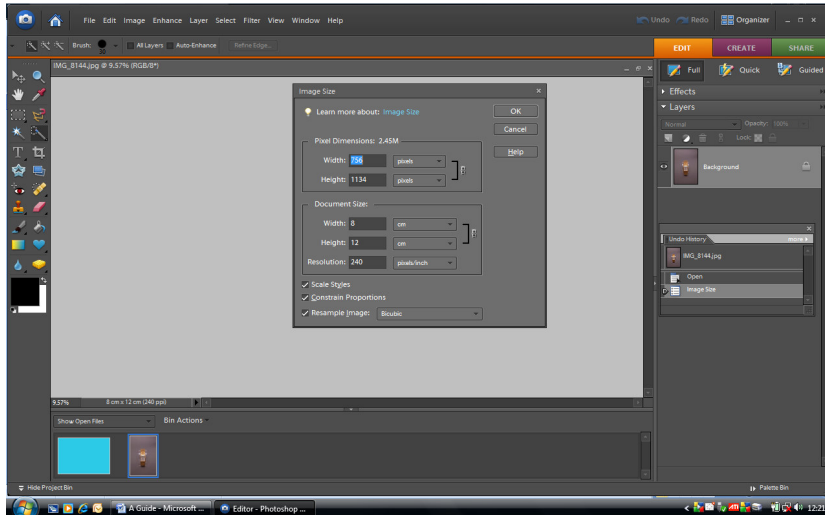 File Edit Image Enhance Layer Select Filter View Window Help
Undo Redo Organizer
Brush: 30 All Layers Auto-Enhance Refine Edge...
EDIT CREATE SHARE
IMG_8144.jpg @ 9.57% (RGB/8*)
Full Quick Guided
Effects
Layers
Normal Opacity: 100%
Lock:
Background
Image Size
Learn more about: Image Size
OK
Cancel
Help
Pixel Dimensions: 2.45M
Width: 756 pixels
Height: 1134 pixels
Document Size:
Width: 8 cm
Height: 12 cm
Resolution: 240 pixels/inch
Scale Styles
Constrain Proportions
Resample Image: Bicubic
Undo History more
IMG_8144.jpg
Open
Image Size
9.57% 8 cm x 12 cm (240 ppi)
Show Open Files Bin Actions
Hide Project Bin
Palette Bin
A Guide - Microsoft ... Editor - Photoshop ...
12:21